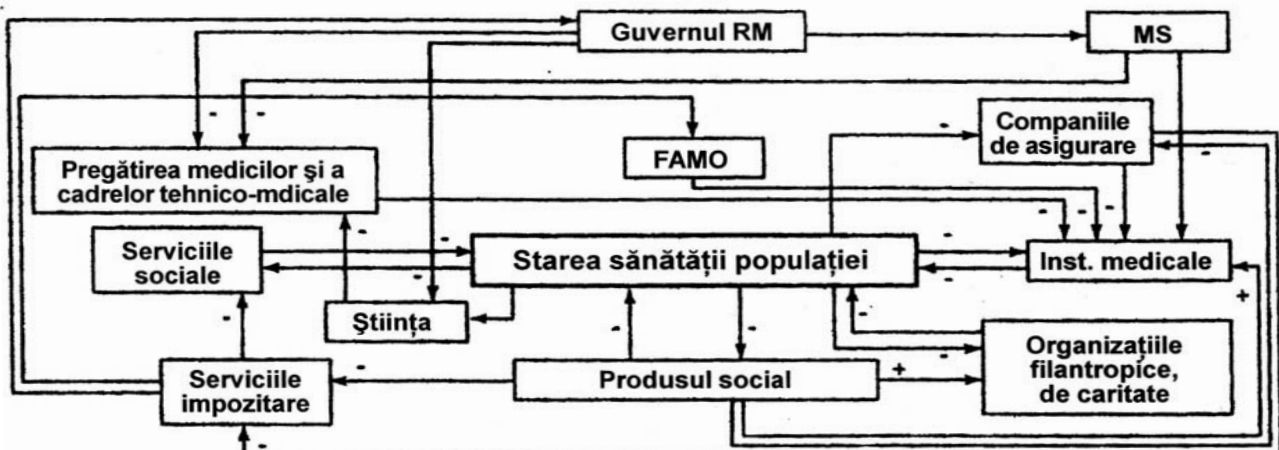 Guvernul RM
MS
- -
Companiile
de asigurare
-
-
FAMO
Pregătirea medicilor şi a
cadrelor tehnico-mdicale
- - -
-
Serviciile
sociale
-
-
Starea sănătăţii populaţiei
-
-
Inst. medicale
+
Ştiinţa
-
-
-
-
-
Organizaţiile
filantropice,
de caritate
Serviciile
impozitare
-
Produsul social
+
-